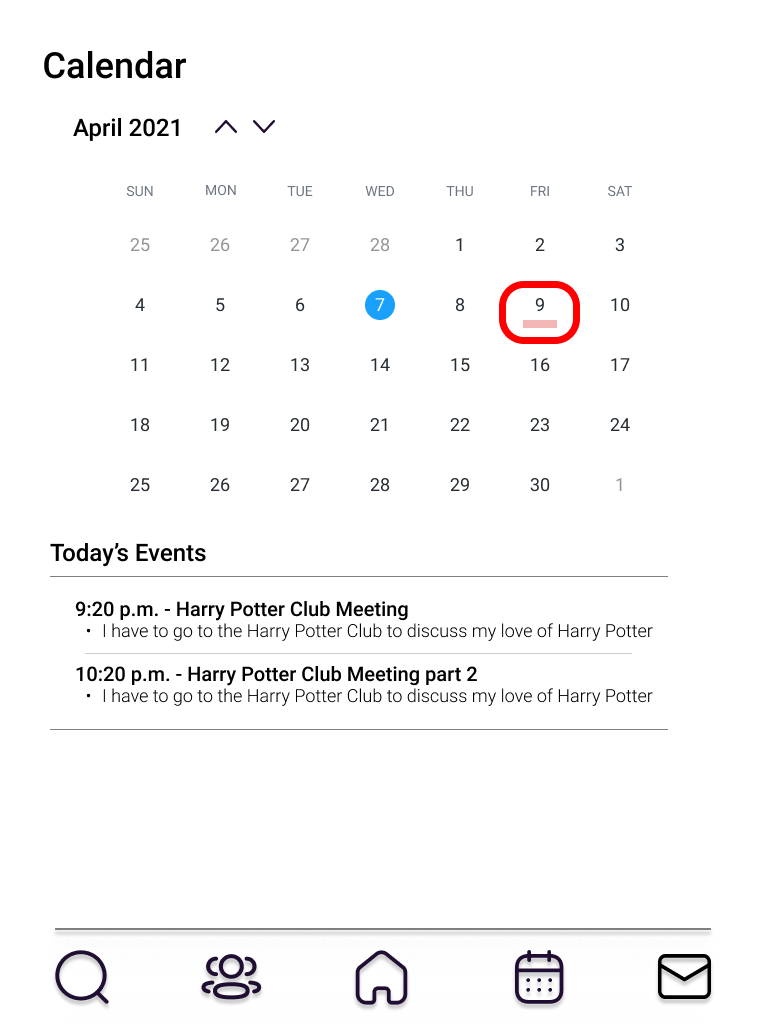 Calendar
April 2021
SUN MON TUE WED THU FRI SAT
25 26 27 28 1 2 3
4 5 6 7 8 9 10
11 12 13 14 15 16 17
18 19 20 21 22 23 24
25 26 27 28 29 30 1
Today's Events
9:20 p.m. - Harry Potter Club Meeting
• I have to go to the Harry Potter Club to discuss my love of Harry Potter
10:20 p.m. - Harry Potter Club Meeting part 2
• I have to go to the Harry Potter Club to discuss my love of Harry Potter